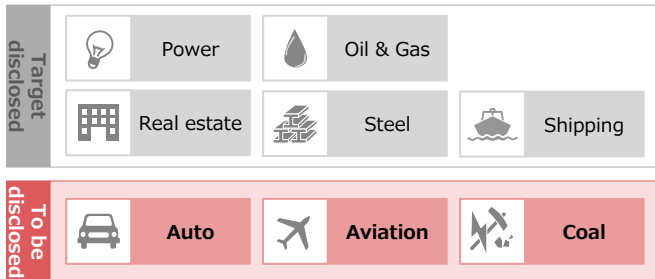 Target
disclosed
Power
Oil & Gas
Real estate
Steel
Shipping
To be
disclosed
Auto
Aviation
Coal